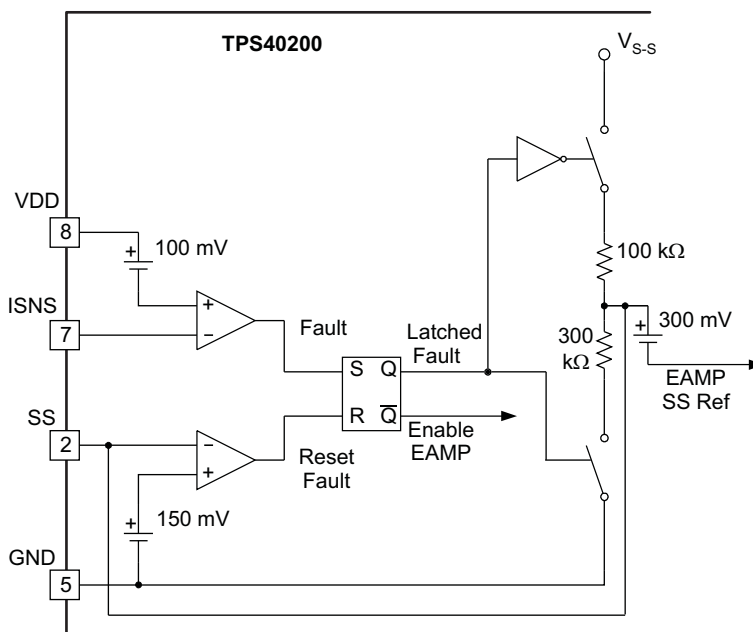 TPS40200
V_S-S
VDD
8
+
100 mV
100 kΩ
ISNS
7
+
−
Fault
Latched
Fault
300
kΩ
+
300 mV
EAMP
SS Ref
S Q
R Q̅
Enable
EAMP
SS
2
−
+
Reset
Fault
+
150 mV
GND
5